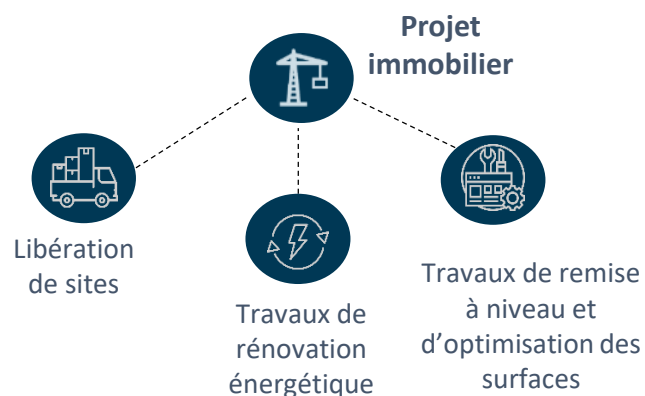 Projet
immobilier
Libération
de sites
Travaux de
rénovation
énergétique
Travaux de remise
à niveau et
d’optimisation des
surfaces